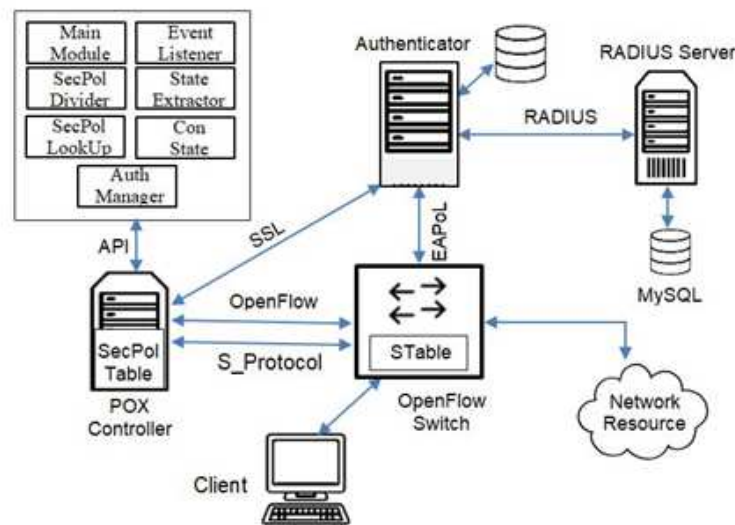 Main
Module
Event
Listener
SecPol
Divider
State
Extractor
SecPol
LookUp
Con
State
Auth
Manager
Authenticator
RADIUS Server
RADIUS
SSL
EAPoL
API
MySQL
OpenFlow
S_Protocol
SecPol
Table
POX
Controller
STable
OpenFlow
Switch
Network
Resource
Client